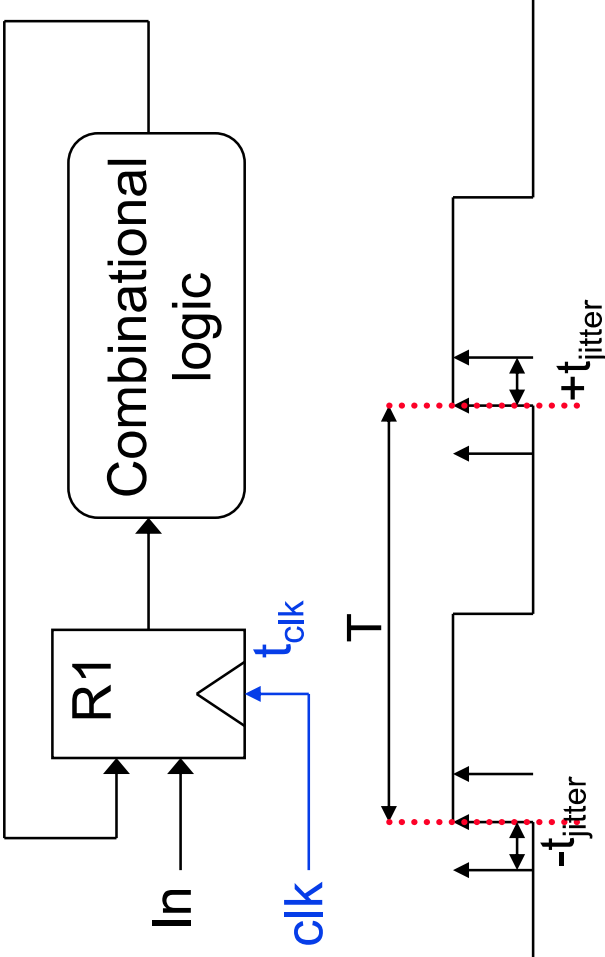 R1
Combinational
logic
In
clk
t_clk
T
-t_jitter
+t_jitter